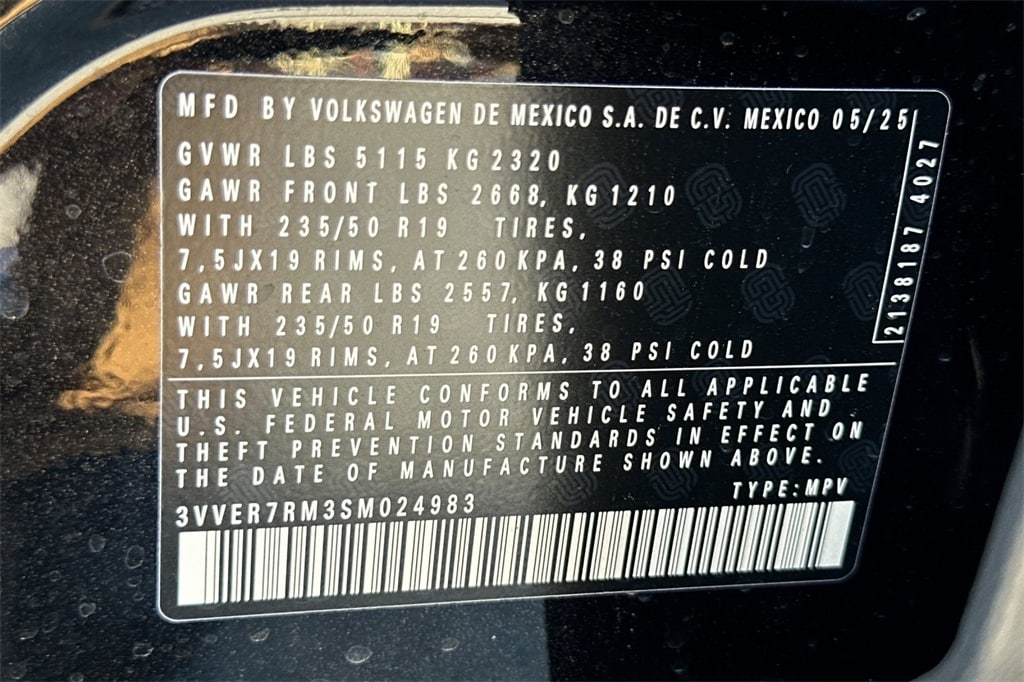 MFD BY VOLKSWAGEN DE MEXICO S.A. DE C.V. MEXICO 05/25
GVWR LBS 5115 KG 2320
GAWR FRONT LBS 2668, KG 1210
WITH 235/50 R19 TIRES,
7,5JX19 RIMS, AT 260 KPA, 38 PSI COLD
GAWR REAR LBS 2557, KG 1160
WITH 235/50 R19 TIRES,
7,5JX19 RIMS, AT 260 KPA, 38 PSI COLD
2138187 4027
THIS VEHICLE CONFORMS TO ALL APPLICABLE
U.S. FEDERAL MOTOR VEHICLE SAFETY AND
THEFT PREVENTION STANDARDS IN EFFECT ON
THE DATE OF MANUFACTURE SHOWN ABOVE.
3VVER7RM3SM024983
TYPE: MPV